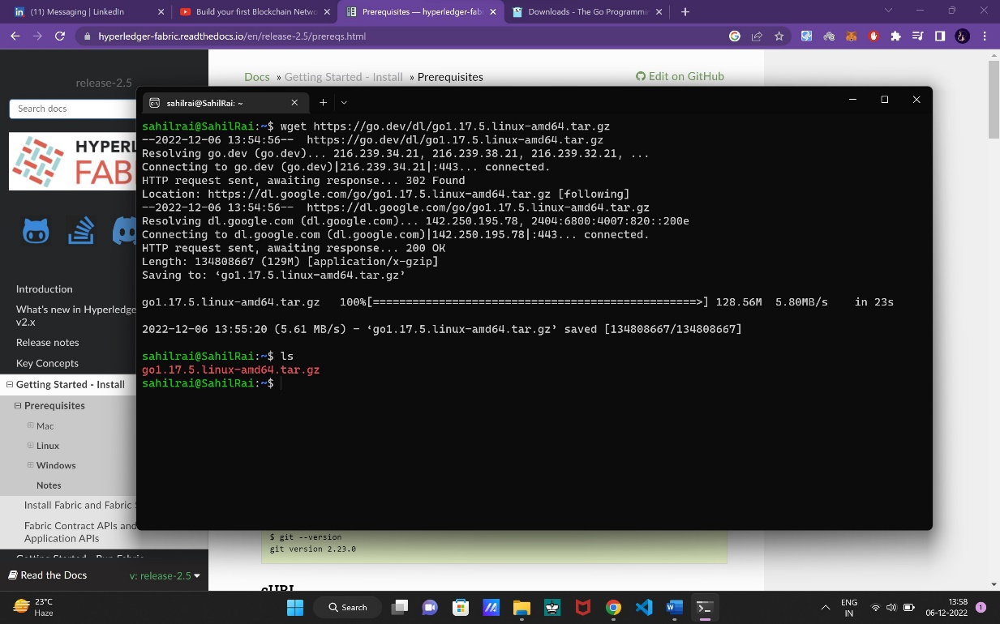 (11) Messaging | LinkedIn
Build your first Blockchain Netwo
Prerequisites — hyperledger-fab
Downloads - The Go Programmin
hyperledger-fabric.readthedocs.io/en/release-2.5/prereqs.html
release-2.5
Search docs
HYPERL
FAB
Introduction
What's new in Hyperledge
v2.x
Release notes
Key Concepts
Getting Started - Install
Prerequisites
Mac
Linux
Windows
Notes
Install Fabric and Fabric
Fabric Contract APIs and
Application APIs
Getting Started - Run Fabric
Read the Docs
v: release-2.5
Docs » Getting Started - Install » Prerequisites
Edit on GitHub
sahilrai@SahilRai: ~
sahilrai@SahilRai:~$ wget https://go.dev/dl/go1.17.5.linux-amd64.tar.gz
--2022-12-06 13:54:56--  https://go.dev/dl/go1.17.5.linux-amd64.tar.gz
Resolving go.dev (go.dev)... 216.239.34.21, 216.239.38.21, 216.239.32.21, ...
Connecting to go.dev (go.dev)|216.239.34.21|:443... connected.
HTTP request sent, awaiting response... 302 Found
Location: https://dl.google.com/go/go1.17.5.linux-amd64.tar.gz [following]
--2022-12-06 13:54:56--  https://dl.google.com/go/go1.17.5.linux-amd64.tar.gz
Resolving dl.google.com (dl.google.com)... 142.250.195.78, 2404:6800:4007:820::200e
Connecting to dl.google.com (dl.google.com)|142.250.195.78|:443... connected.
HTTP request sent, awaiting response... 200 OK
Length: 134808667 (129M) [application/x-gzip]
Saving to: ‘go1.17.5.linux-amd64.tar.gz’
go1.17.5.linux-amd64.tar.gz   100%[=================================================>] 128.56M  5.80MB/s    in 23s
2022-12-06 13:55:20 (5.61 MB/s) - ‘go1.17.5.linux-amd64.tar.gz’ saved [134808667/134808667]
sahilrai@SahilRai:~$ ls
go1.17.5.linux-amd64.tar.gz
sahilrai@SahilRai:~$
$ git --version
git version 2.23.0
cURL
23°C
Haze
Search
ENG
IN
13:58
06-12-2022
1